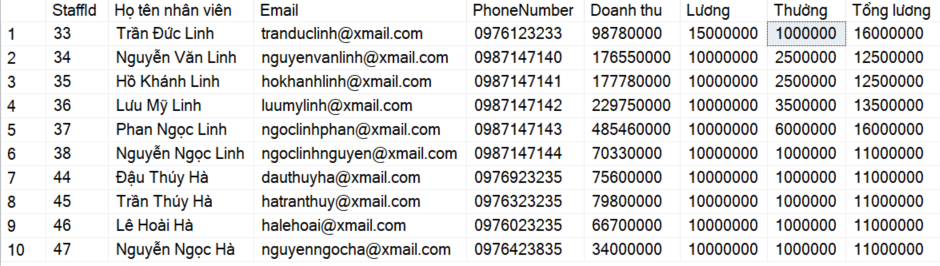 StaffId Họ tên nhân viên Email PhoneNumber Doanh thu Lương Thưởng Tổng lương
1 33 Trần Đức Linh tranduclinh@xmail.com 0976123233 98780000 15000000 1000000 16000000
2 34 Nguyễn Văn Linh nguyenvanlinh@xmail.com 0987147140 176550000 10000000 2500000 12500000
3 35 Hồ Khánh Linh hokhanhlinh@xmail.com 0987147141 177780000 10000000 2500000 12500000
4 36 Lưu Mỹ Linh luumylinh@xmail.com 0987147142 229750000 10000000 3500000 13500000
5 37 Phan Ngọc Linh ngoclinhphan@xmail.com 0987147143 485460000 10000000 6000000 16000000
6 38 Nguyễn Ngọc Linh ngoclinhnguyen@xmail.com 0987147144 70330000 10000000 1000000 11000000
7 44 Đậu Thúy Hà dauthuyha@xmail.com 0976923235 75600000 10000000 1000000 11000000
8 45 Trần Thúy Hà hatranthuy@xmail.com 0976323235 79800000 10000000 1000000 11000000
9 46 Lê Hoài Hà halehoai@xmail.com 0976023235 66700000 10000000 1000000 11000000
10 47 Nguyễn Ngọc Hà nguyenngocha@xmail.com 0976423835 34000000 10000000 1000000 11000000